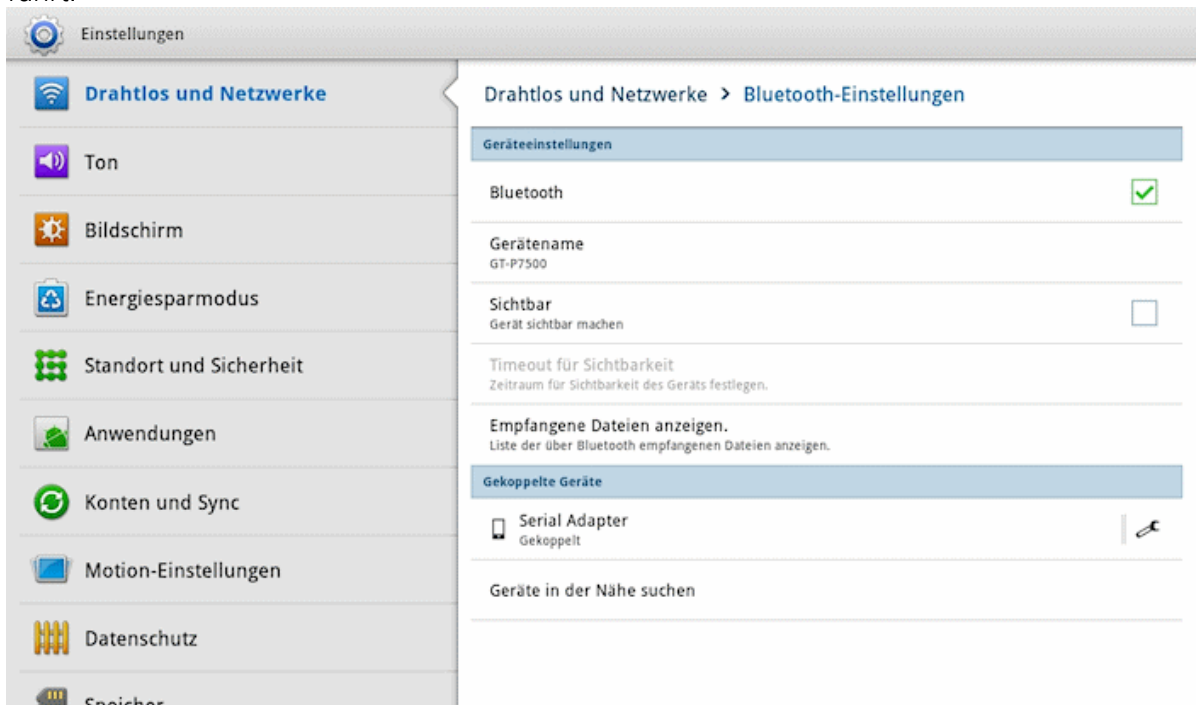 führt.
Einstellungen
Drahtlos und Netzwerke
Ton
Bildschirm
Energiesparmodus
Standort und Sicherheit
Anwendungen
Konten und Sync
Motion-Einstellungen
Datenschutz
Speicher
Drahtlos und Netzwerke > Bluetooth-Einstellungen
Geräteeinstellungen
Bluetooth
Gerätename
GT-P7500
Sichtbar
Gerät sichtbar machen
Timeout für Sichtbarkeit
Zeitraum für Sichtbarkeit des Geräts festlegen.
Empfangene Dateien anzeigen.
Liste der über Bluetooth empfangenen Dateien anzeigen.
Gekoppelte Geräte
Serial Adapter
Gekoppelt
Geräte in der Nähe suchen